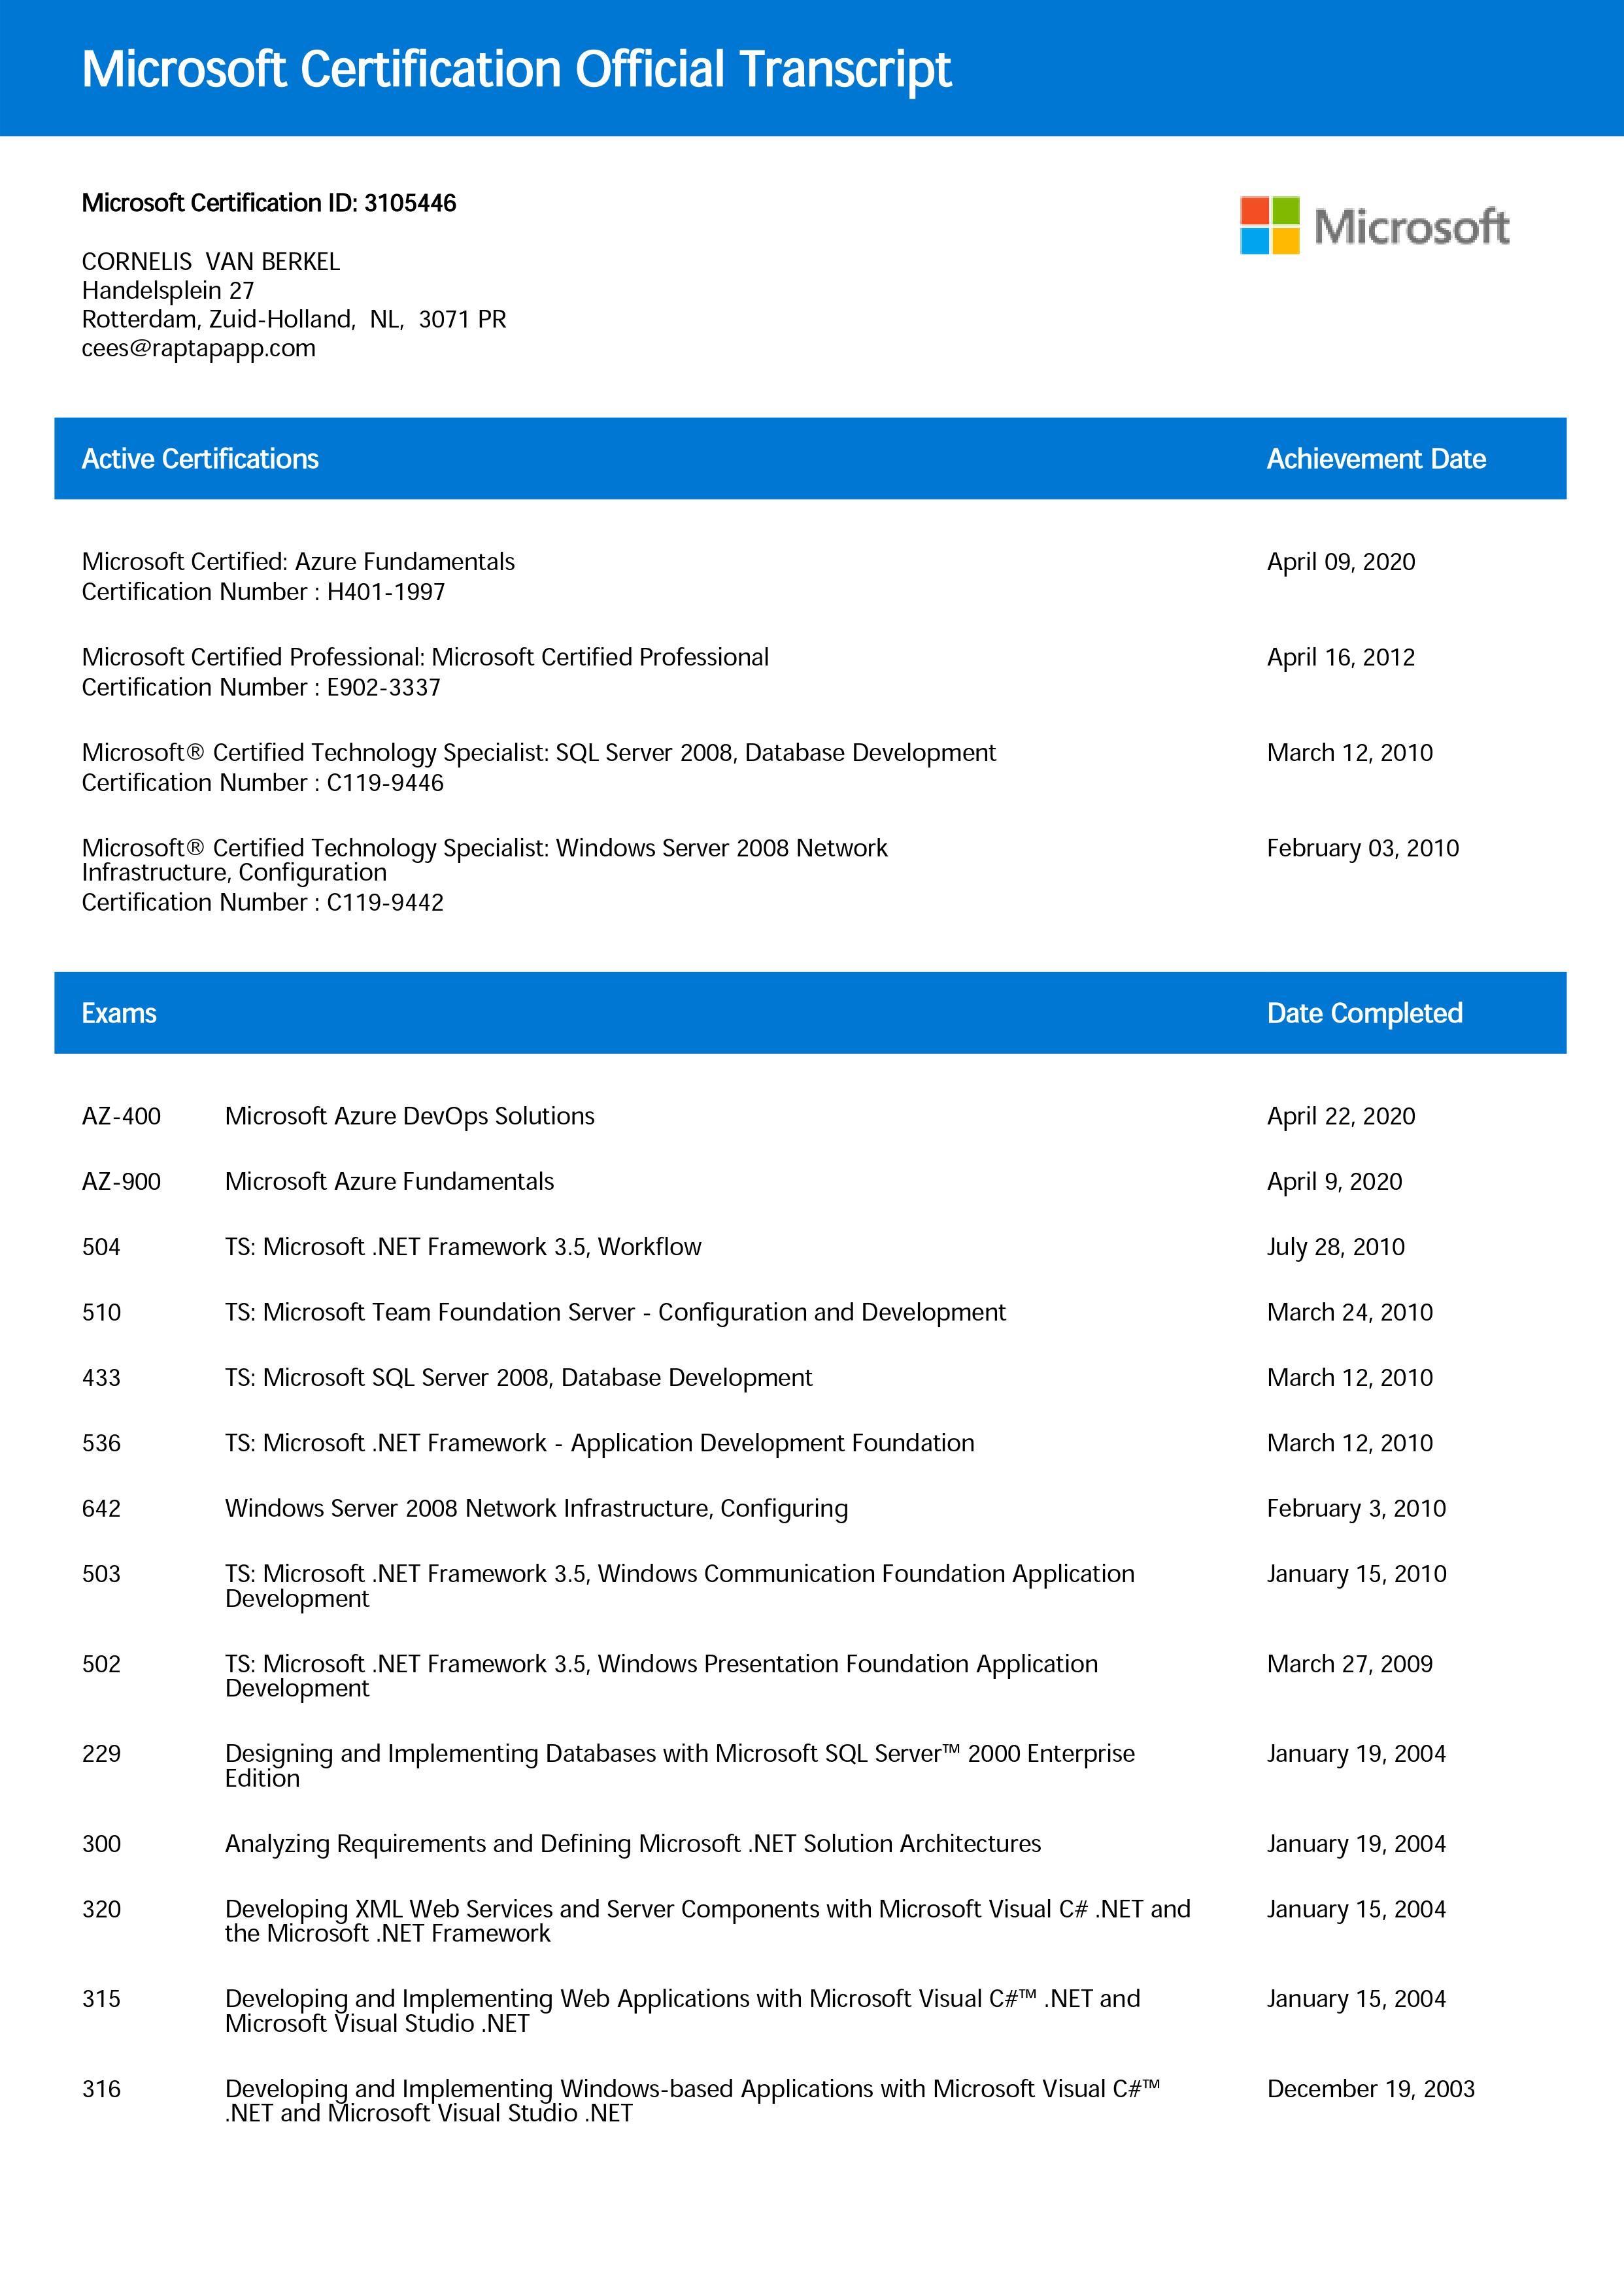 Microsoft Certification Official Transcript
Microsoft Certification ID: 3105446
Microsoft
CORNELIS  VAN BERKEL
Handelsplein 27
Rotterdam, Zuid-Holland,  NL,  3071 PR
cees@raptapapp.com
Active Certifications Achievement Date
Microsoft Certified: Azure Fundamentals April 09, 2020
Certification Number : H401-1997
Microsoft Certified Professional: Microsoft Certified Professional April 16, 2012
Certification Number : E902-3337
Microsoft® Certified Technology Specialist: SQL Server 2008, Database Development March 12, 2010
Certification Number : C119-9446
Microsoft® Certified Technology Specialist: Windows Server 2008 Network February 03, 2010
Infrastructure, Configuration
Certification Number : C119-9442
Exams Date Completed
AZ-400 Microsoft Azure DevOps Solutions April 22, 2020
AZ-900 Microsoft Azure Fundamentals April 9, 2020
504 TS: Microsoft .NET Framework 3.5, Workflow July 28, 2010
510 TS: Microsoft Team Foundation Server - Configuration and Development March 24, 2010
433 TS: Microsoft SQL Server 2008, Database Development March 12, 2010
536 TS: Microsoft .NET Framework - Application Development Foundation March 12, 2010
642 Windows Server 2008 Network Infrastructure, Configuring February 3, 2010
503 TS: Microsoft .NET Framework 3.5, Windows Communication Foundation Application January 15, 2010
Development
502 TS: Microsoft .NET Framework 3.5, Windows Presentation Foundation Application March 27, 2009
Development
229 Designing and Implementing Databases with Microsoft SQL Server™ 2000 Enterprise January 19, 2004
Edition
300 Analyzing Requirements and Defining Microsoft .NET Solution Architectures January 19, 2004
320 Developing XML Web Services and Server Components with Microsoft Visual C# .NET and January 15, 2004
the Microsoft .NET Framework
315 Developing and Implementing Web Applications with Microsoft Visual C#™ .NET and January 15, 2004
Microsoft Visual Studio .NET
316 Developing and Implementing Windows-based Applications with Microsoft Visual C#™ December 19, 2003
.NET and Microsoft Visual Studio .NET